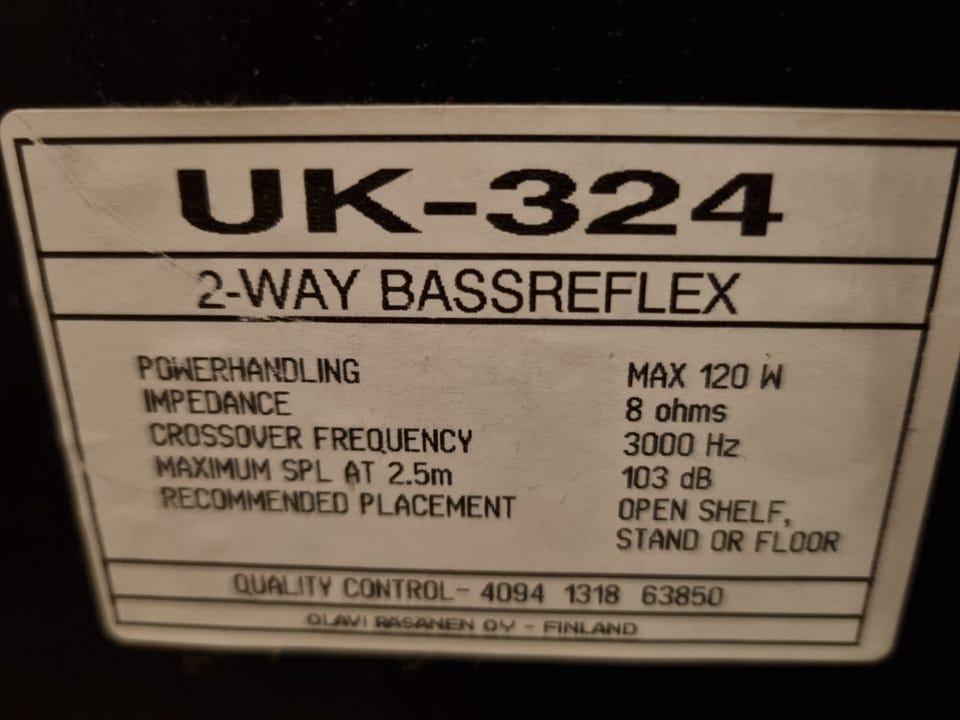 UK-324
2-WAY BASSREFLEX
POWERHANDLING MAX 120 W
IMPEDANCE 8 ohms
CROSSOVER FREQUENCY 3000 Hz
MAXIMUM SPL AT 2.5m 103 dB
RECOMMENDED PLACEMENT OPEN SHELF,
STAND OR FLOOR
QUALITY CONTROL- 4094 1318 63850
OLAVI RASANEN OY - FINLAND